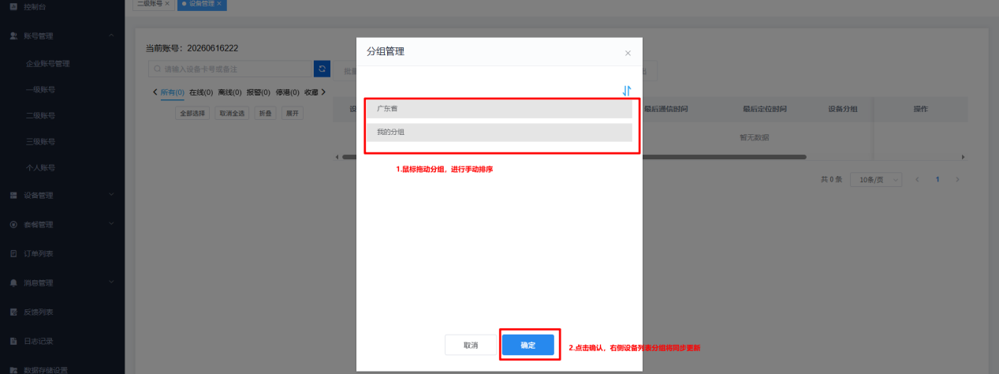 控制台
二级账号 ×
设备管理 ×
账号管理
企业账号管理
一级账号
二级账号
三级账号
个人账号
设备管理
套餐管理
订单列表
消息管理
反馈列表
日志记录
数据存储设置
当前账号：20260616222
请输入设备卡号或备注
所有(0) 在线(0) 离线(0) 报警(0) 停港(0) 收藏
全部选择 取消全选 折叠 展开
最后通信时间 最后定位时间 设备分组 操作
暂无数据
共 0 条 10条/页 1
分组管理
广东省
我的分组
1.鼠标拖动分组，进行手动排序
取消 确定
2.点击确认，右侧设备列表分组将同步更新